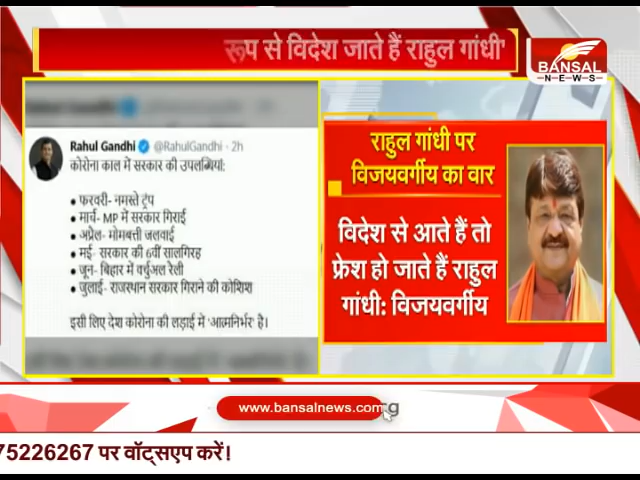 रूप से विदेश जाते हैं राहुल गांधी'
BANSAL
NEWS
Rahul Gandhi @RahulGandhi · 2h
कोरोना काल में सरकार की उपलब्धियां:
• फरवरी- नमस्ते ट्रंप
• मार्च- MP में सरकार गिराई
• अप्रैल- मोमबत्ती जलवाई
• मई- सरकार की 6वीं सालगिरह
• जून- बिहार में वर्चुअल रैली
• जुलाई- राजस्थान सरकार गिराने की कोशिश
इसी लिए देश कोरोना की लड़ाई में 'आत्मनिर्भर' है।
राहुल गांधी पर
विजयवर्गीय का वार
विदेश से आते हैं तो
फ्रेश हो जाते हैं राहुल
गांधी: विजयवर्गीय
www.bansalnews.com
75226267 पर वॉट्सएप करें!